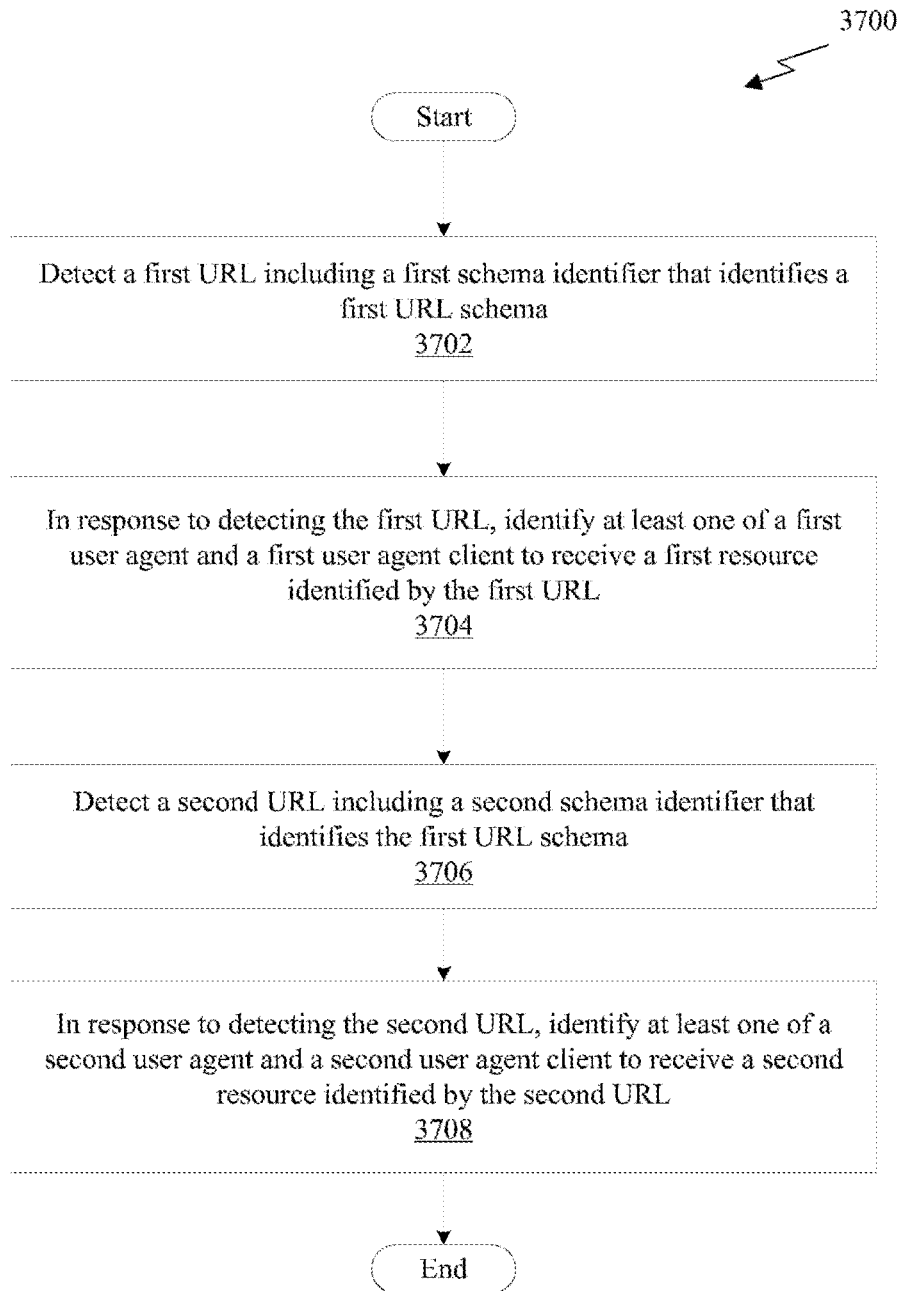 3700
Start
Detect a first URL including a first schema identifier that identifies a
first URL schema
3702
In response to detecting the first URL, identify at least one of a first
user agent and a first user agent client to receive a first resource
identified by the first URL
3704
Detect a second URL including a second schema identifier that
identifies the first URL schema
3706
In response to detecting the second URL, identify at least one of a
second user agent and a second user agent client to receive a second
resource identified by the second URL
3708
End